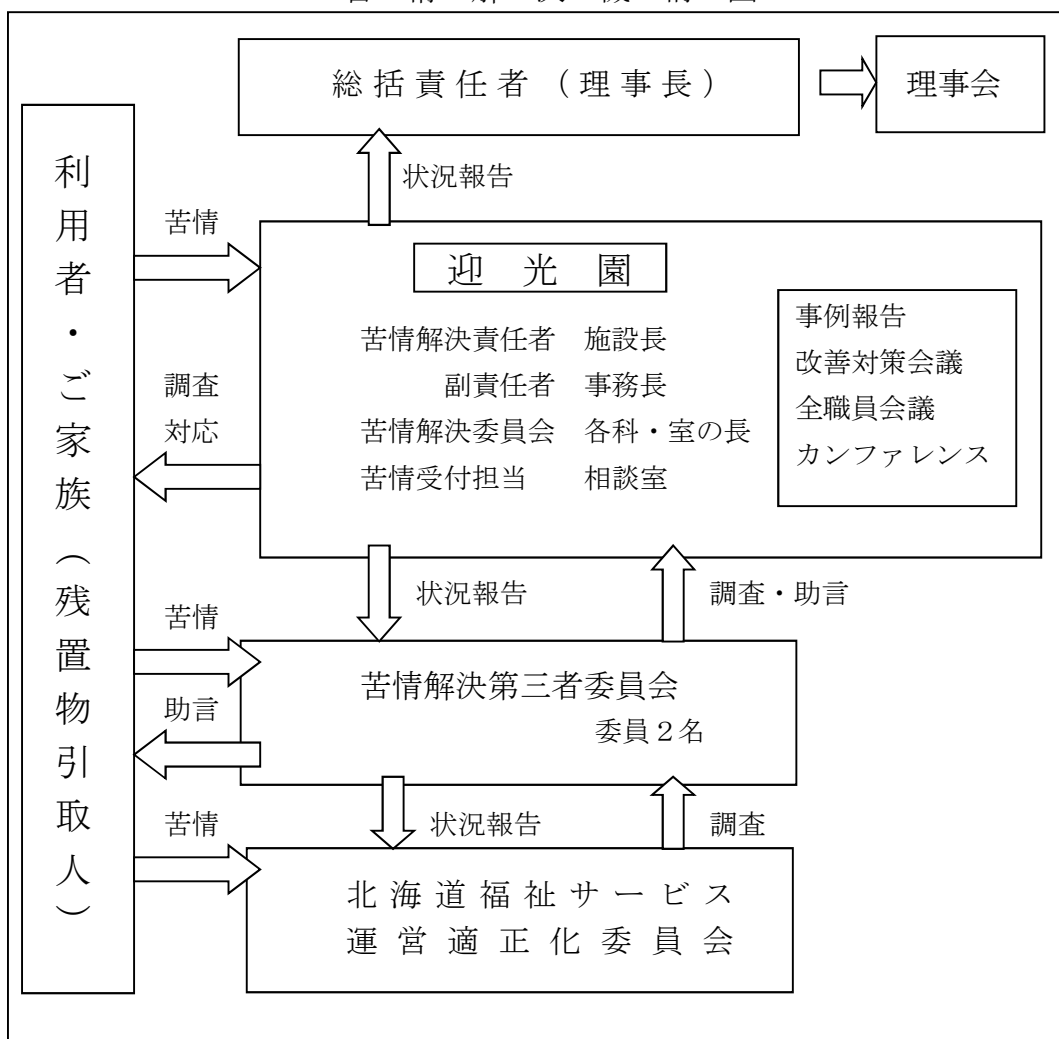 総括責任者（理事長）
理事会
利用者・ご家族（残置物引取人）
状況報告
苦情
迎光園
苦情解決責任者　施設長
副責任者　事務長
苦情解決委員会　各科・室の長
苦情受付担当　相談室
事例報告
改善対策会議
全職員会議
カンファレンス
調査
対応
状況報告
調査・助言
苦情
苦情解決第三者委員会
委員２名
助言
状況報告
調査
苦情
北海道福祉サービス
運営適正化委員会